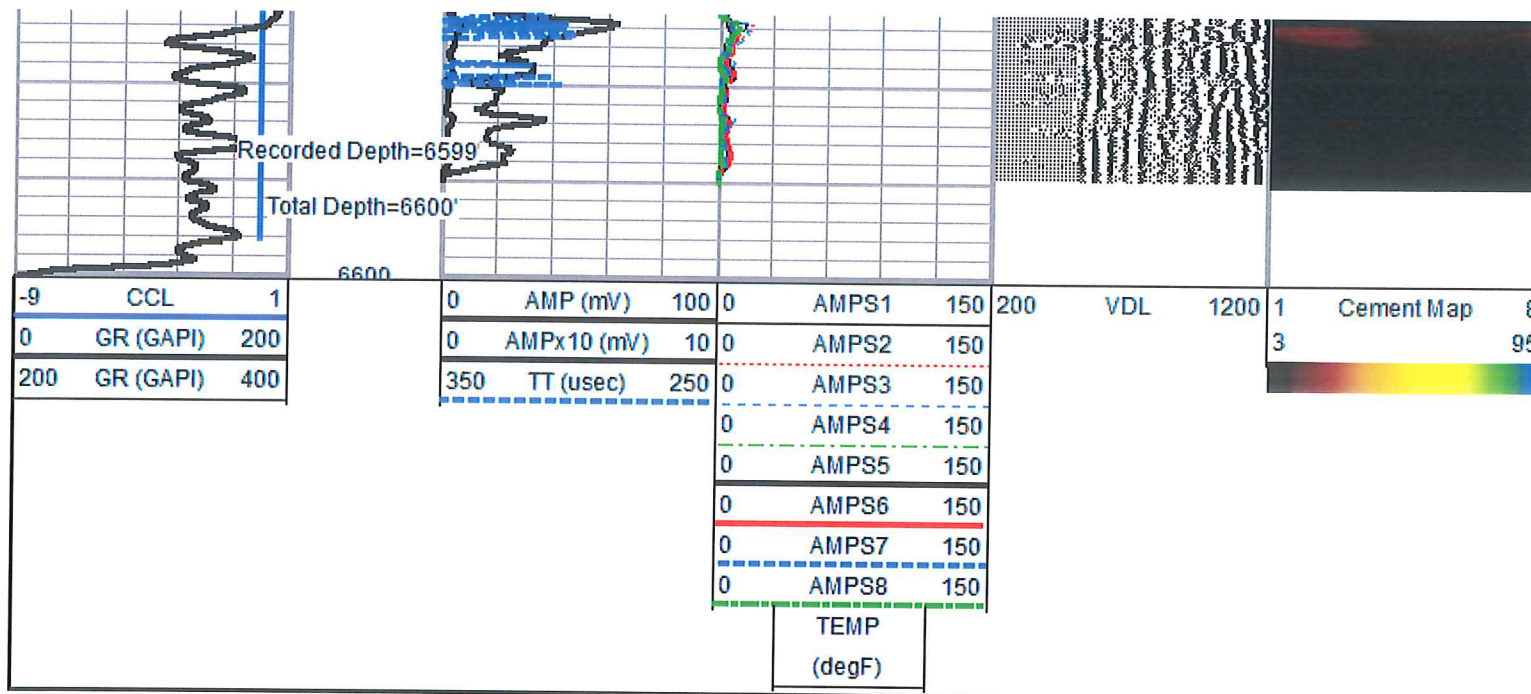 Recorded Depth=6599'
Total Depth=6600'
6600
-9 CCL 1
0 GR (GAPI) 200
200 GR (GAPI) 400
0 AMP (mV) 100
0 AMPx10 (mV) 10
350 TT (usec) 250
0 AMPS1 150
0 AMPS2 150
0 AMPS3 150
0 AMPS4 150
0 AMPS5 150
0 AMPS6 150
0 AMPS7 150
0 AMPS8 150
TEMP
(degF)
200 VDL 1200
1 Cement Map 8
3 95